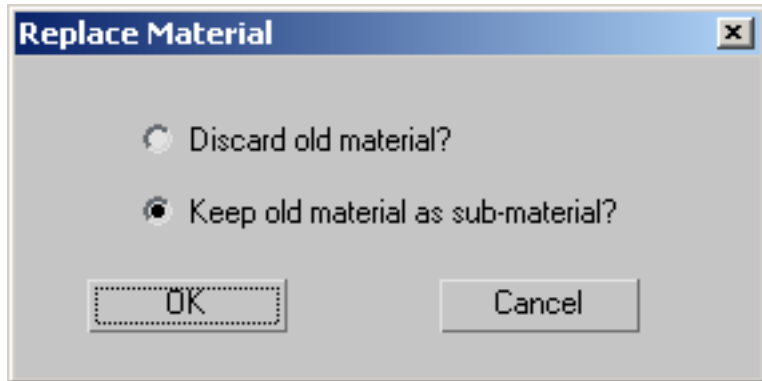 Replace Material
Discard old material?
Keep old material as sub-material?
OK
Cancel